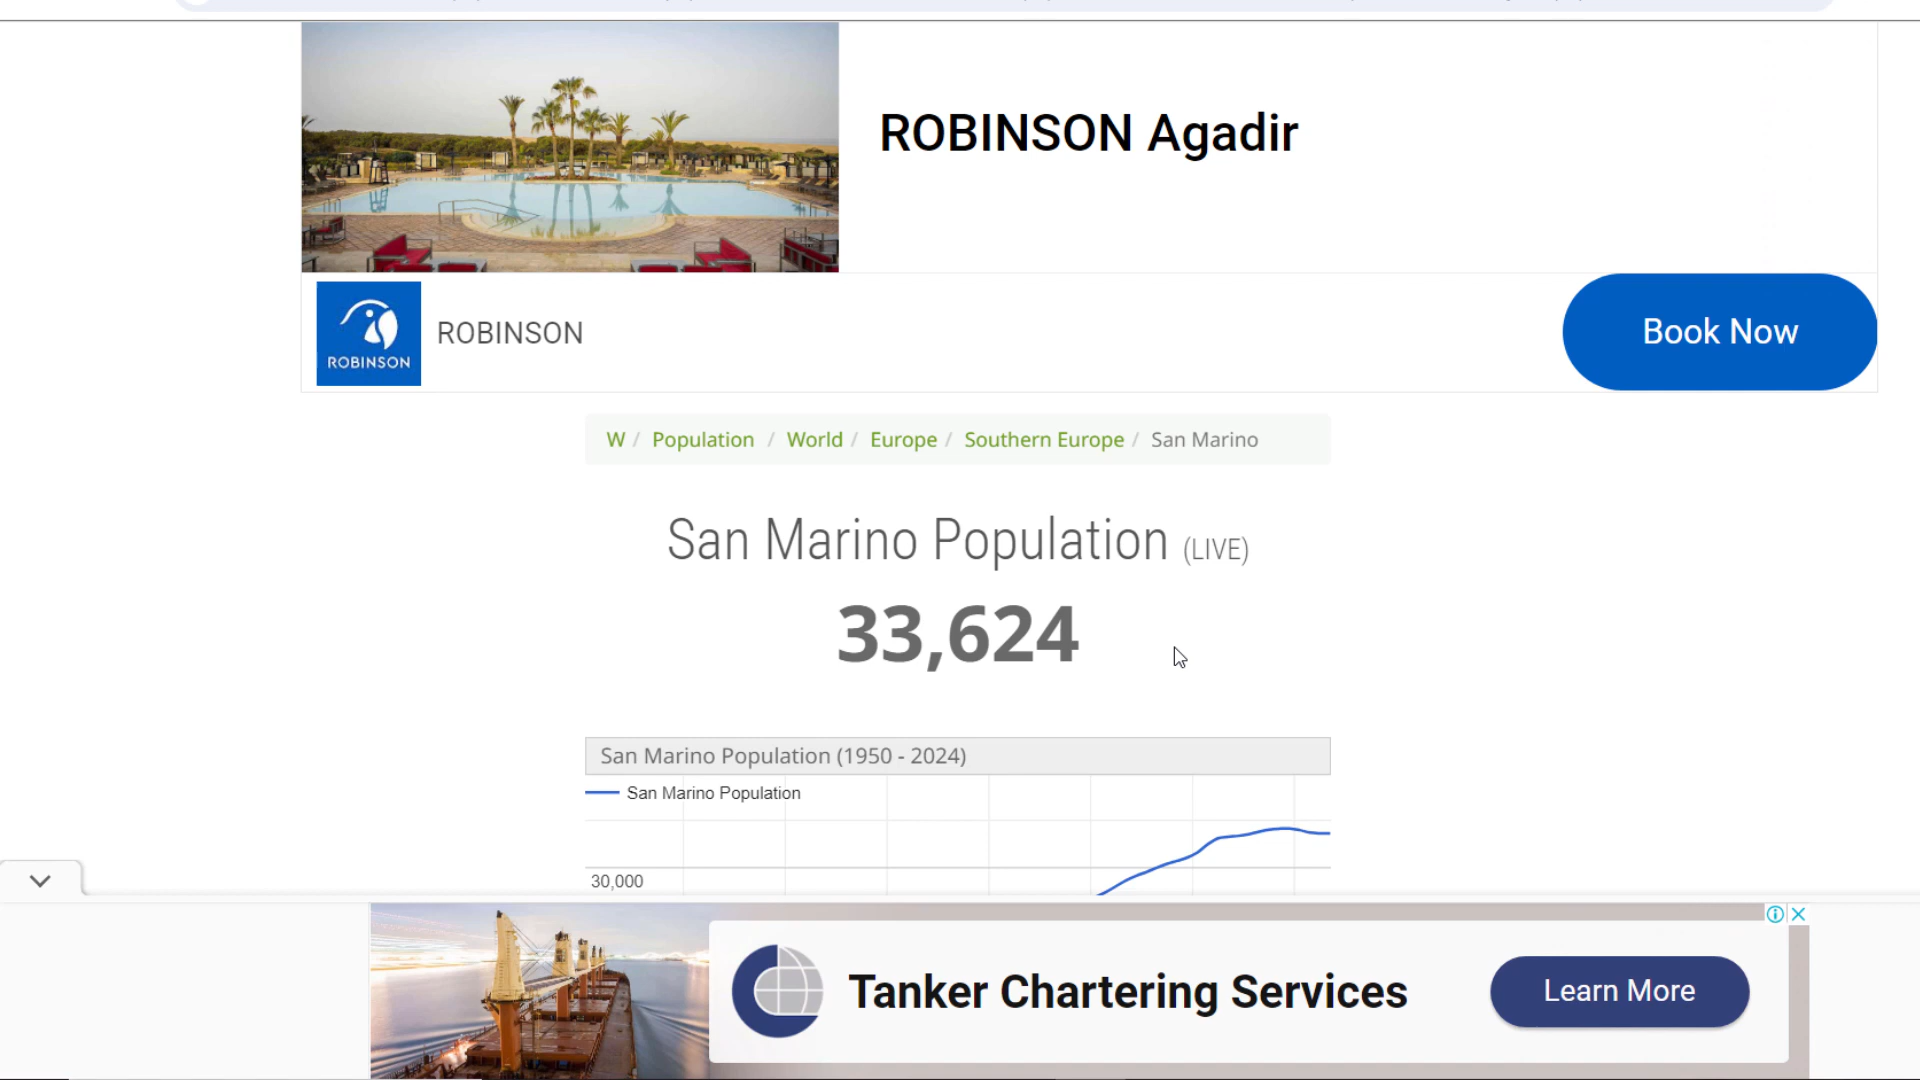 ROBINSON Agadir
ROBINSON
ROBINSON
Book Now
W / Population / World / Europe / Southern Europe / San Marino
San Marino Population (LIVE)
33,624
San Marino Population (1950 - 2024)
San Marino Population
30,000
Tanker Chartering Services
Learn More